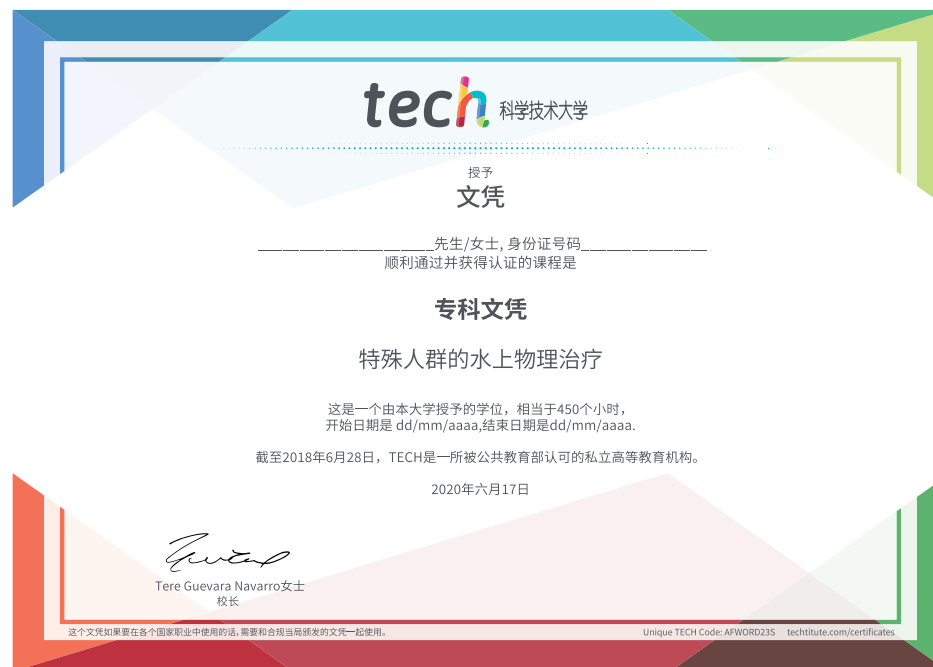 tech 科学技术大学
授予
文凭
______________________先生/女士, 身份证号码________________
顺利通过并获得认证的课程是
专科文凭
特殊人群的水上物理治疗
这是一个由本大学授予的学位，相当于450个小时，
开始日期是 dd/mm/aaaa,结束日期是dd/mm/aaaa.
截至2018年6月28日，TECH是一所被公共教育部认可的私立高等教育机构。
2020年六月17日
Tere Guevara Navarro女士
校长
这个文凭如果要在各个国家职业中使用的话,需要和合规当局颁发的文凭一起使用。
Unique TECH Code: AFWORD23S techtitute.com/certificates